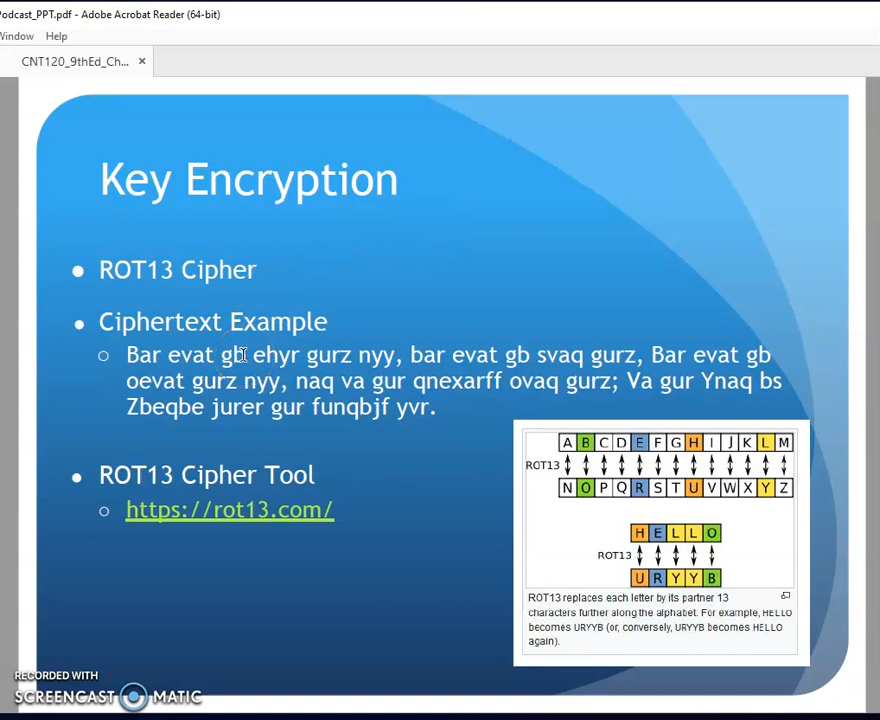 Podcast_PPT.pdf - Adobe Acrobat Reader (64-bit)
Window Help
CNT120_9thEd_Ch... ×
Key Encryption
● ROT13 Cipher
● Ciphertext Example
○ Bar evat gb ehyr gurz nyy, bar evat gb svaq gurz, Bar evat gb
oevat gurz nyy, naq va gur qnexarff ovaq gurz; Va gur Ynaq bs
Zbeqbe jurer gur funqbjf yvr.
● ROT13 Cipher Tool
○ https://rot13.com/
A B C D E F G H I J K L M
ROT13
N O P Q R S T U V W X Y Z
H E L L O
ROT13
U R Y Y B
ROT13 replaces each letter by its partner 13
characters further along the alphabet. For example, HELLO
becomes URYYB (or, conversely, URYYB becomes HELLO
again).
RECORDED WITH
SCREENCAST MATIC